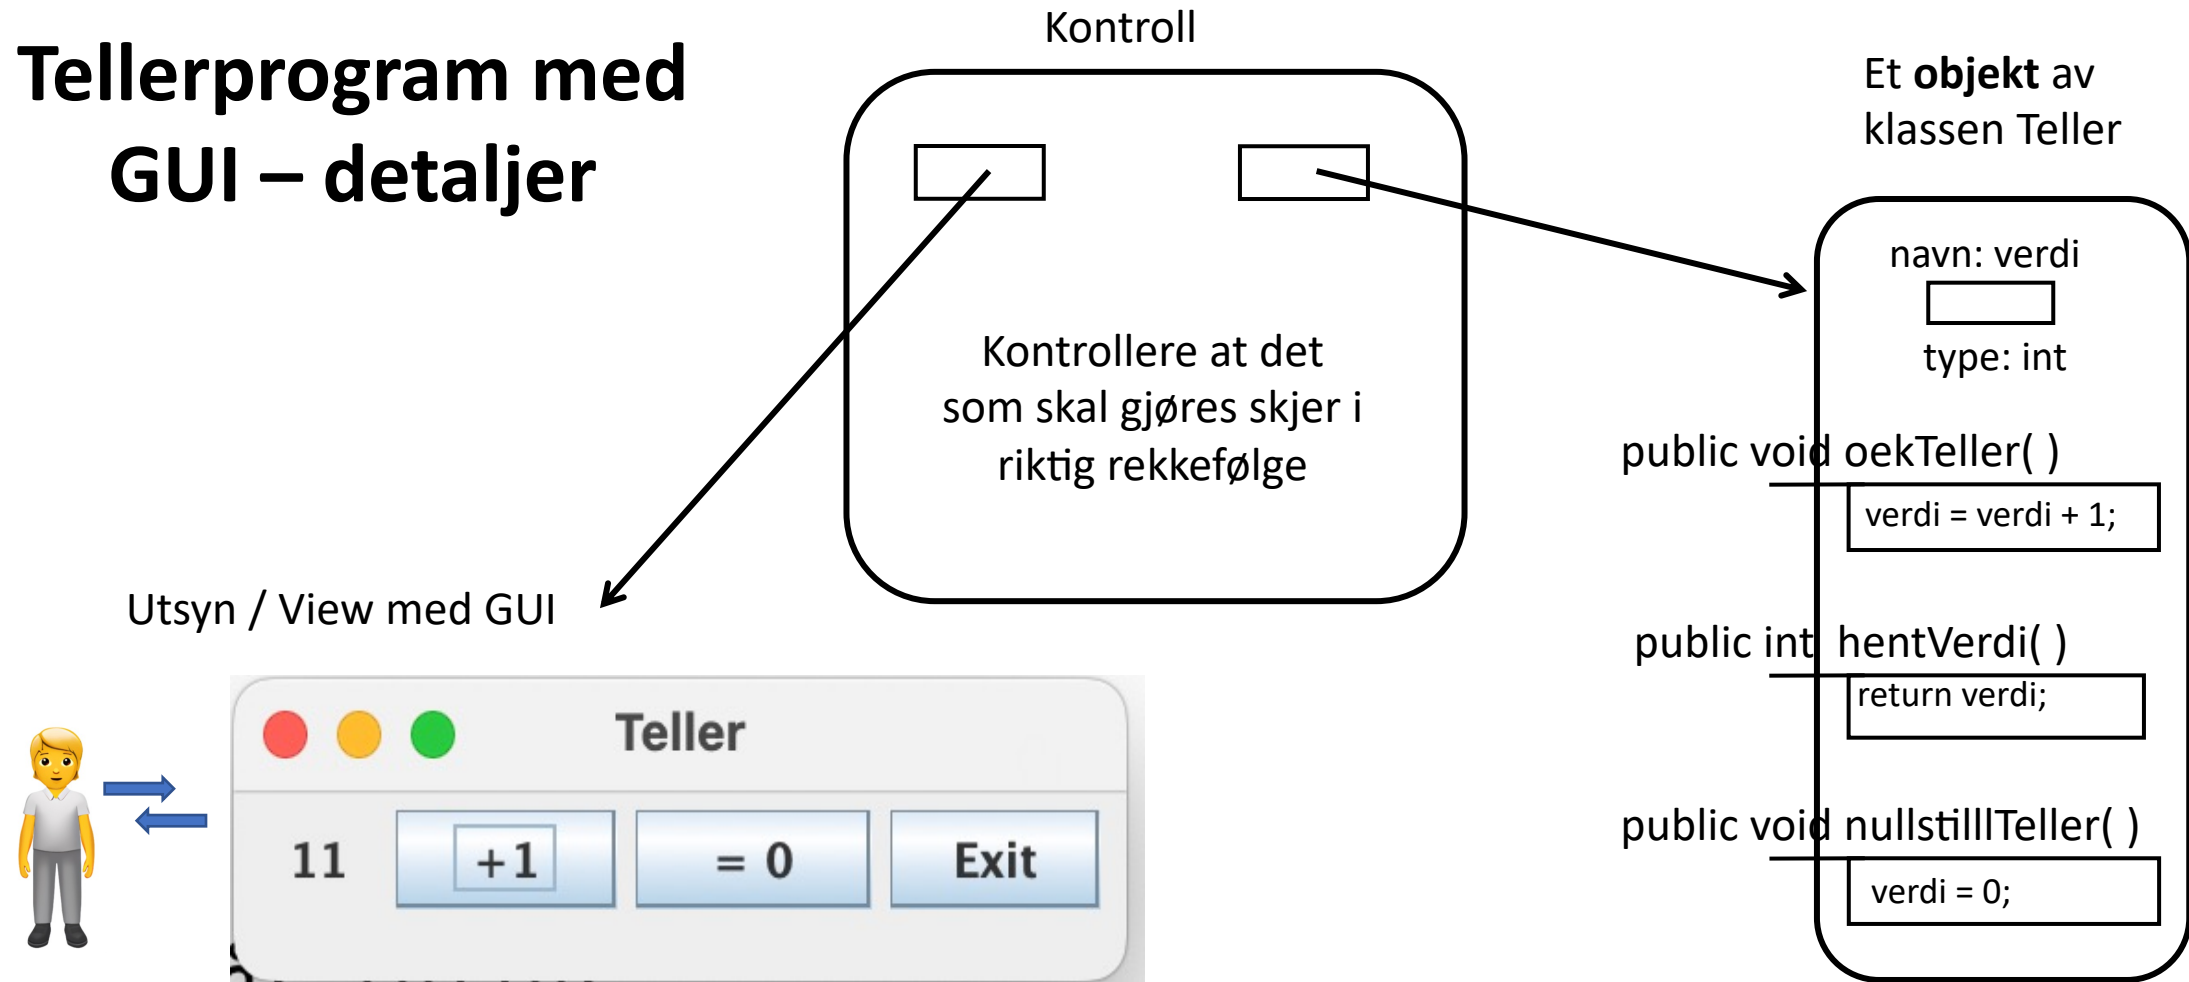 Tellerprogram med
GUI – detaljer
Kontroll
Kontrollere at det
som skal gjøres skjer i
riktig rekkefølge
Et objekt av
klassen Teller
navn: verdi
type: int
public void oekTeller( )
verdi = verdi + 1;
public int hentVerdi( )
return verdi;
public void nullstilllTeller( )
verdi = 0;
Utsyn / View med GUI
Teller
11 +1 = 0 Exit